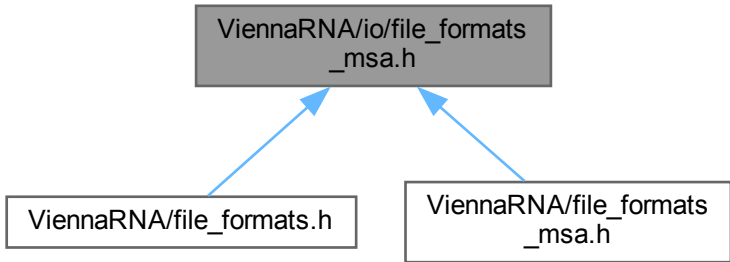 ViennaRNA/io/file_formats
_msa.h
ViennaRNA/file_formats.h
ViennaRNA/file_formats
_msa.h